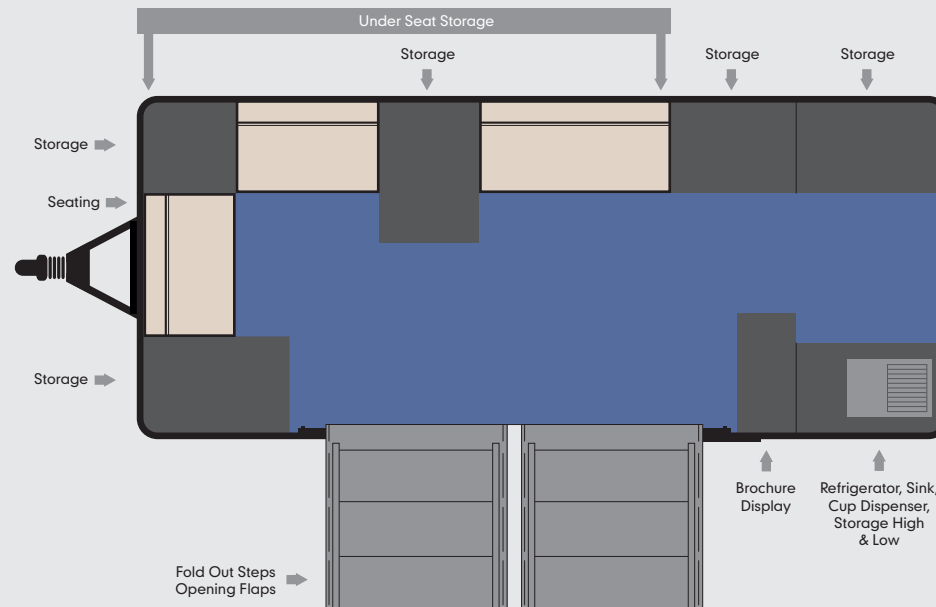 Under Seat Storage
Storage
Storage
Storage
Storage
Seating
Storage
Brochure
Display
Refrigerator, Sink,
Cup Dispenser,
Storage High
& Low
Fold Out Steps
Opening Flaps